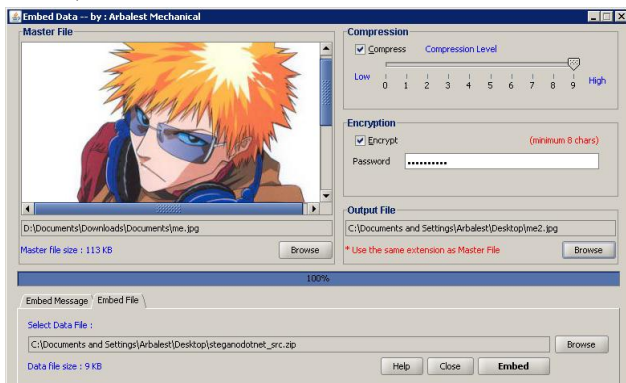 Embed Data -- by : Arbalest Mechanical
Master File
D:\Documents\Downloads\Documents\me.jpg
Master file size : 113 KB
Browse
Compression
Compress
Compression Level
Low
0 1 2 3 4 5 6 7 8 9
High
Encryption
Encrypt
(minimum 8 chars)
Password
Output File
C:\Documents and Settings\Arbalest\Desktop\me2.jpg
* Use the same extension as Master File
Browse
100%
Embed Message
Embed File
Select Data File :
C:\Documents and Settings\Arbalest\Desktop\steganodotnet_src.zip
Browse
Data file size : 9 KB
Help
Close
Embed